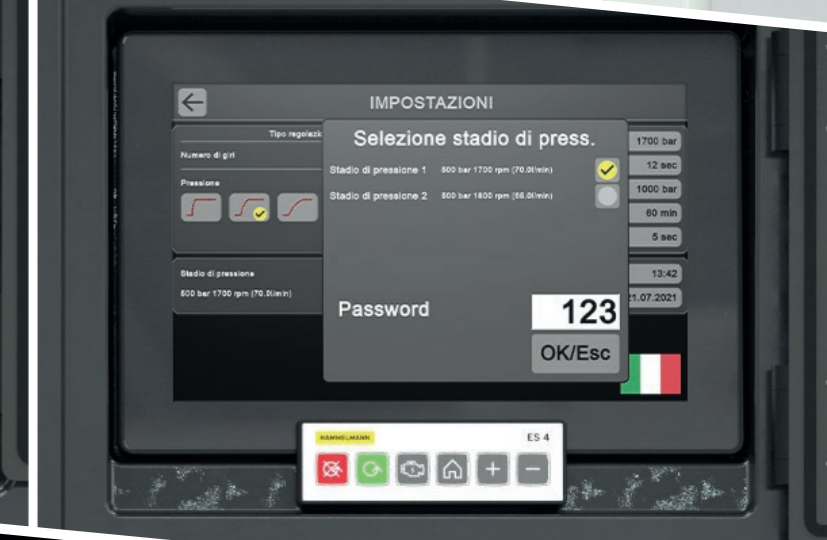 IMPOSTAZIONI
Tipo regolazio
Numero di giri
Pressione
Selezione stadio di press.
Stadio di pressione 1 500 bar 1700 rpm (70.0l/min)
Stadio di pressione 2 500 bar 1600 rpm (65.0l/min)
Password
123
OK/Esc
1700 bar
12 sec
1000 bar
60 min
5 sec
13:42
21.07.2021
Stadio di pressione
500 bar 1700 rpm (70.0l/min)
HAMMELMANN
ES 4